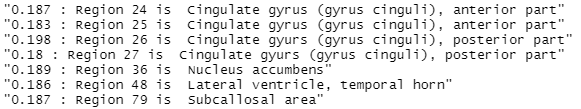 "0.187 : Region 24 is  Cingulate gyrus (gyrus cinguli), anterior part"
"0.183 : Region 25 is  Cingulate gyrus (gyrus cinguli), anterior part"
"0.198 : Region 26 is  Cingulate gyurs (gyrus cinguli), posterior part"
"0.18 : Region 27 is  Cingulate gyurs (gyrus cinguli), posterior part"
"0.189 : Region 36 is  Nucleus accumbens"
"0.186 : Region 48 is  Lateral ventricle, temporal horn"
"0.187 : Region 79 is  Subcallosal area"